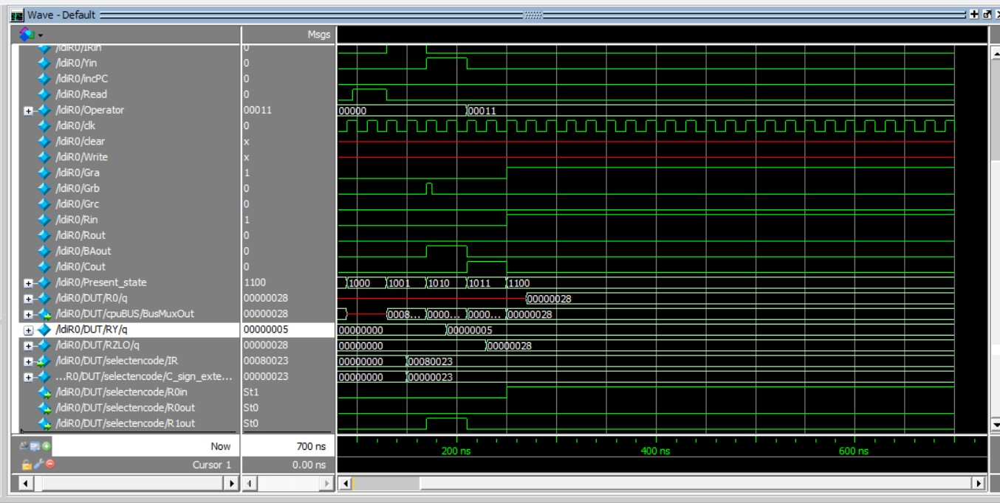 Wave - Default
Msgs
/ldiR0/IRin 0
/ldiR0/Yin 0
/ldiR0/incPC 0
/ldiR0/Read 0
/ldiR0/Operator 00011 00000 00011
/ldiR0/clk 0
/ldiR0/clear x
/ldiR0/Write x
/ldiR0/Gra 1
/ldiR0/Grb 0
/ldiR0/Grc 0
/ldiR0/Rin 1
/ldiR0/Rout 0
/ldiR0/BAout 0
/ldiR0/Cout 0
/ldiR0/Present_state 1100 1000 1001 1010 1011 1100
/ldiR0/DUT/R0/q 00000028 00000028
/ldiR0/DUT/cpuBUS/BusMuxOut 00000028 0008... 0000... 0000... 00000028
/ldiR0/DUT/RY/q 00000005 00000000 00000005
/ldiR0/DUT/RZLO/q 00000028 00000000 00000028
/ldiR0/DUT/selectencode/IR 00080023 00000000 00080023
...R0/DUT/selectencode/C_sign_exte... 00000023 00000000 00000023
/ldiR0/DUT/selectencode/R0in St1
/ldiR0/DUT/selectencode/R0out St0
/ldiR0/DUT/selectencode/R1out St0
Now 700 ns 200 ns 400 ns 600 ns
Cursor 1 0.00 ns